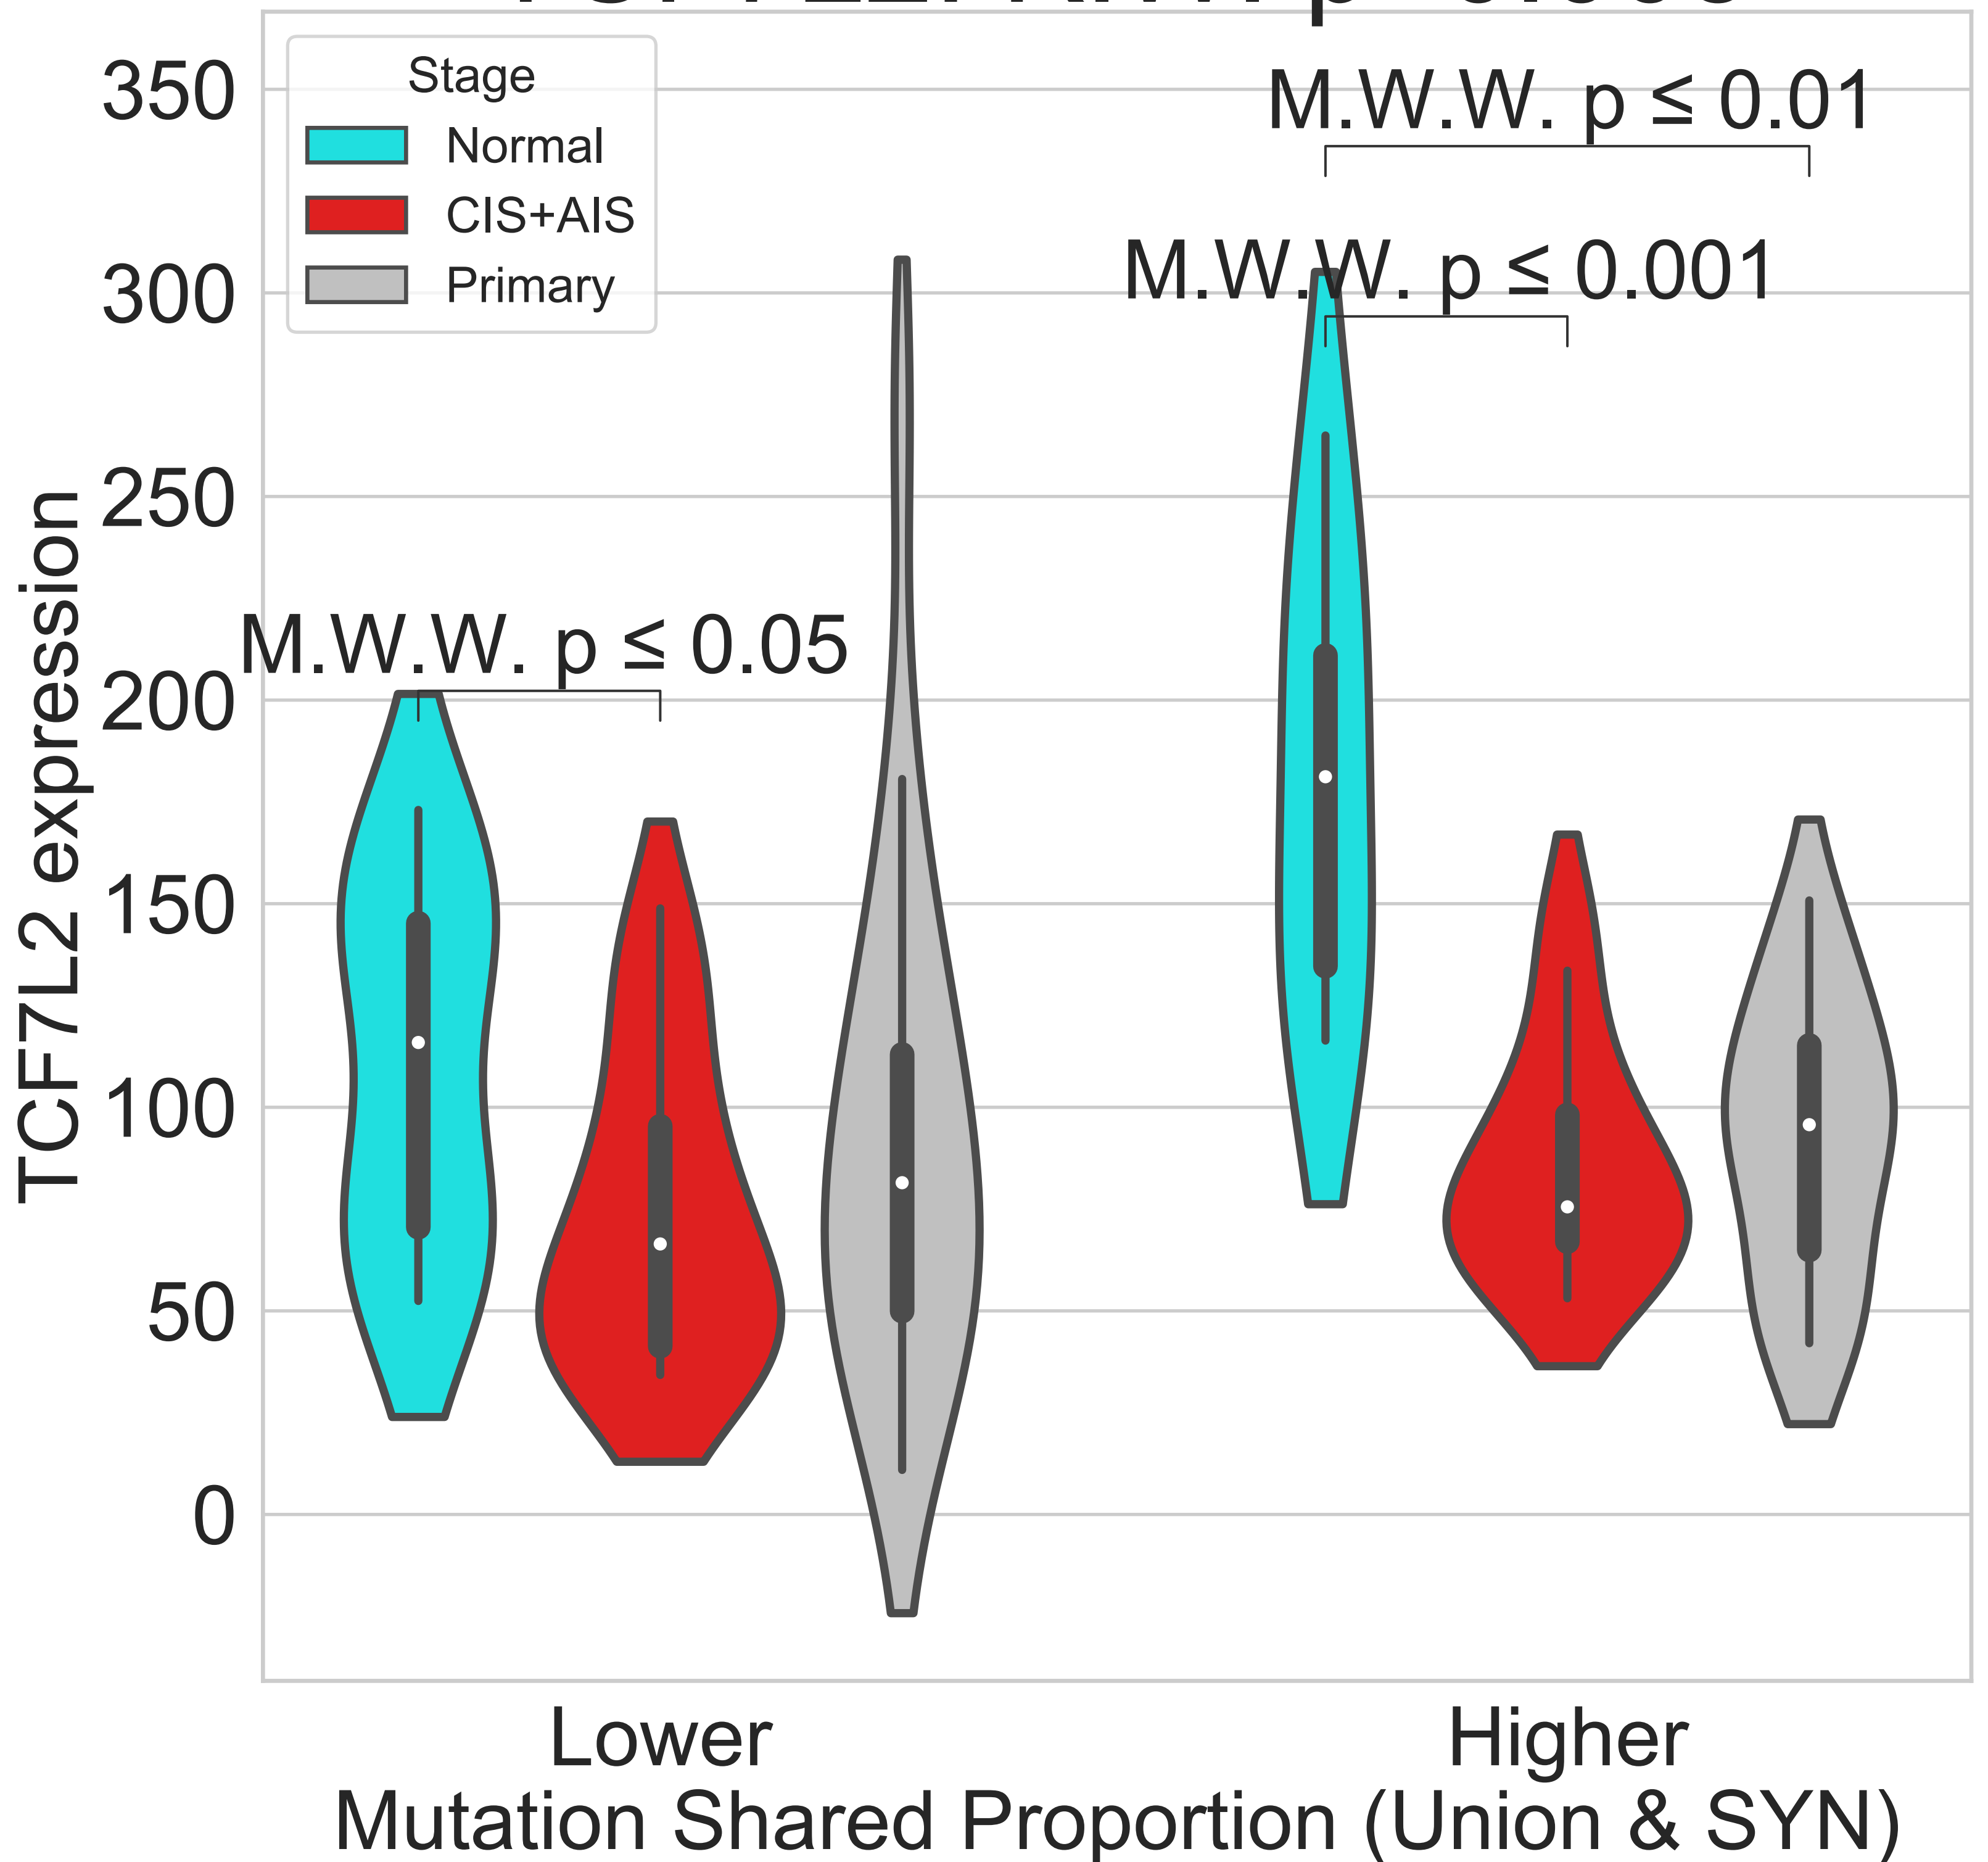 350
300
250
200
150
100
50
0
TCF7L2 expression
Stage
Normal
CIS+AIS
Primary
M.W.W. p ≤ 0.01
M.W.W. p ≤ 0.001
M.W.W. p ≤ 0.05
Lower
Higher
Mutation Shared Proportion (Union & SYN)